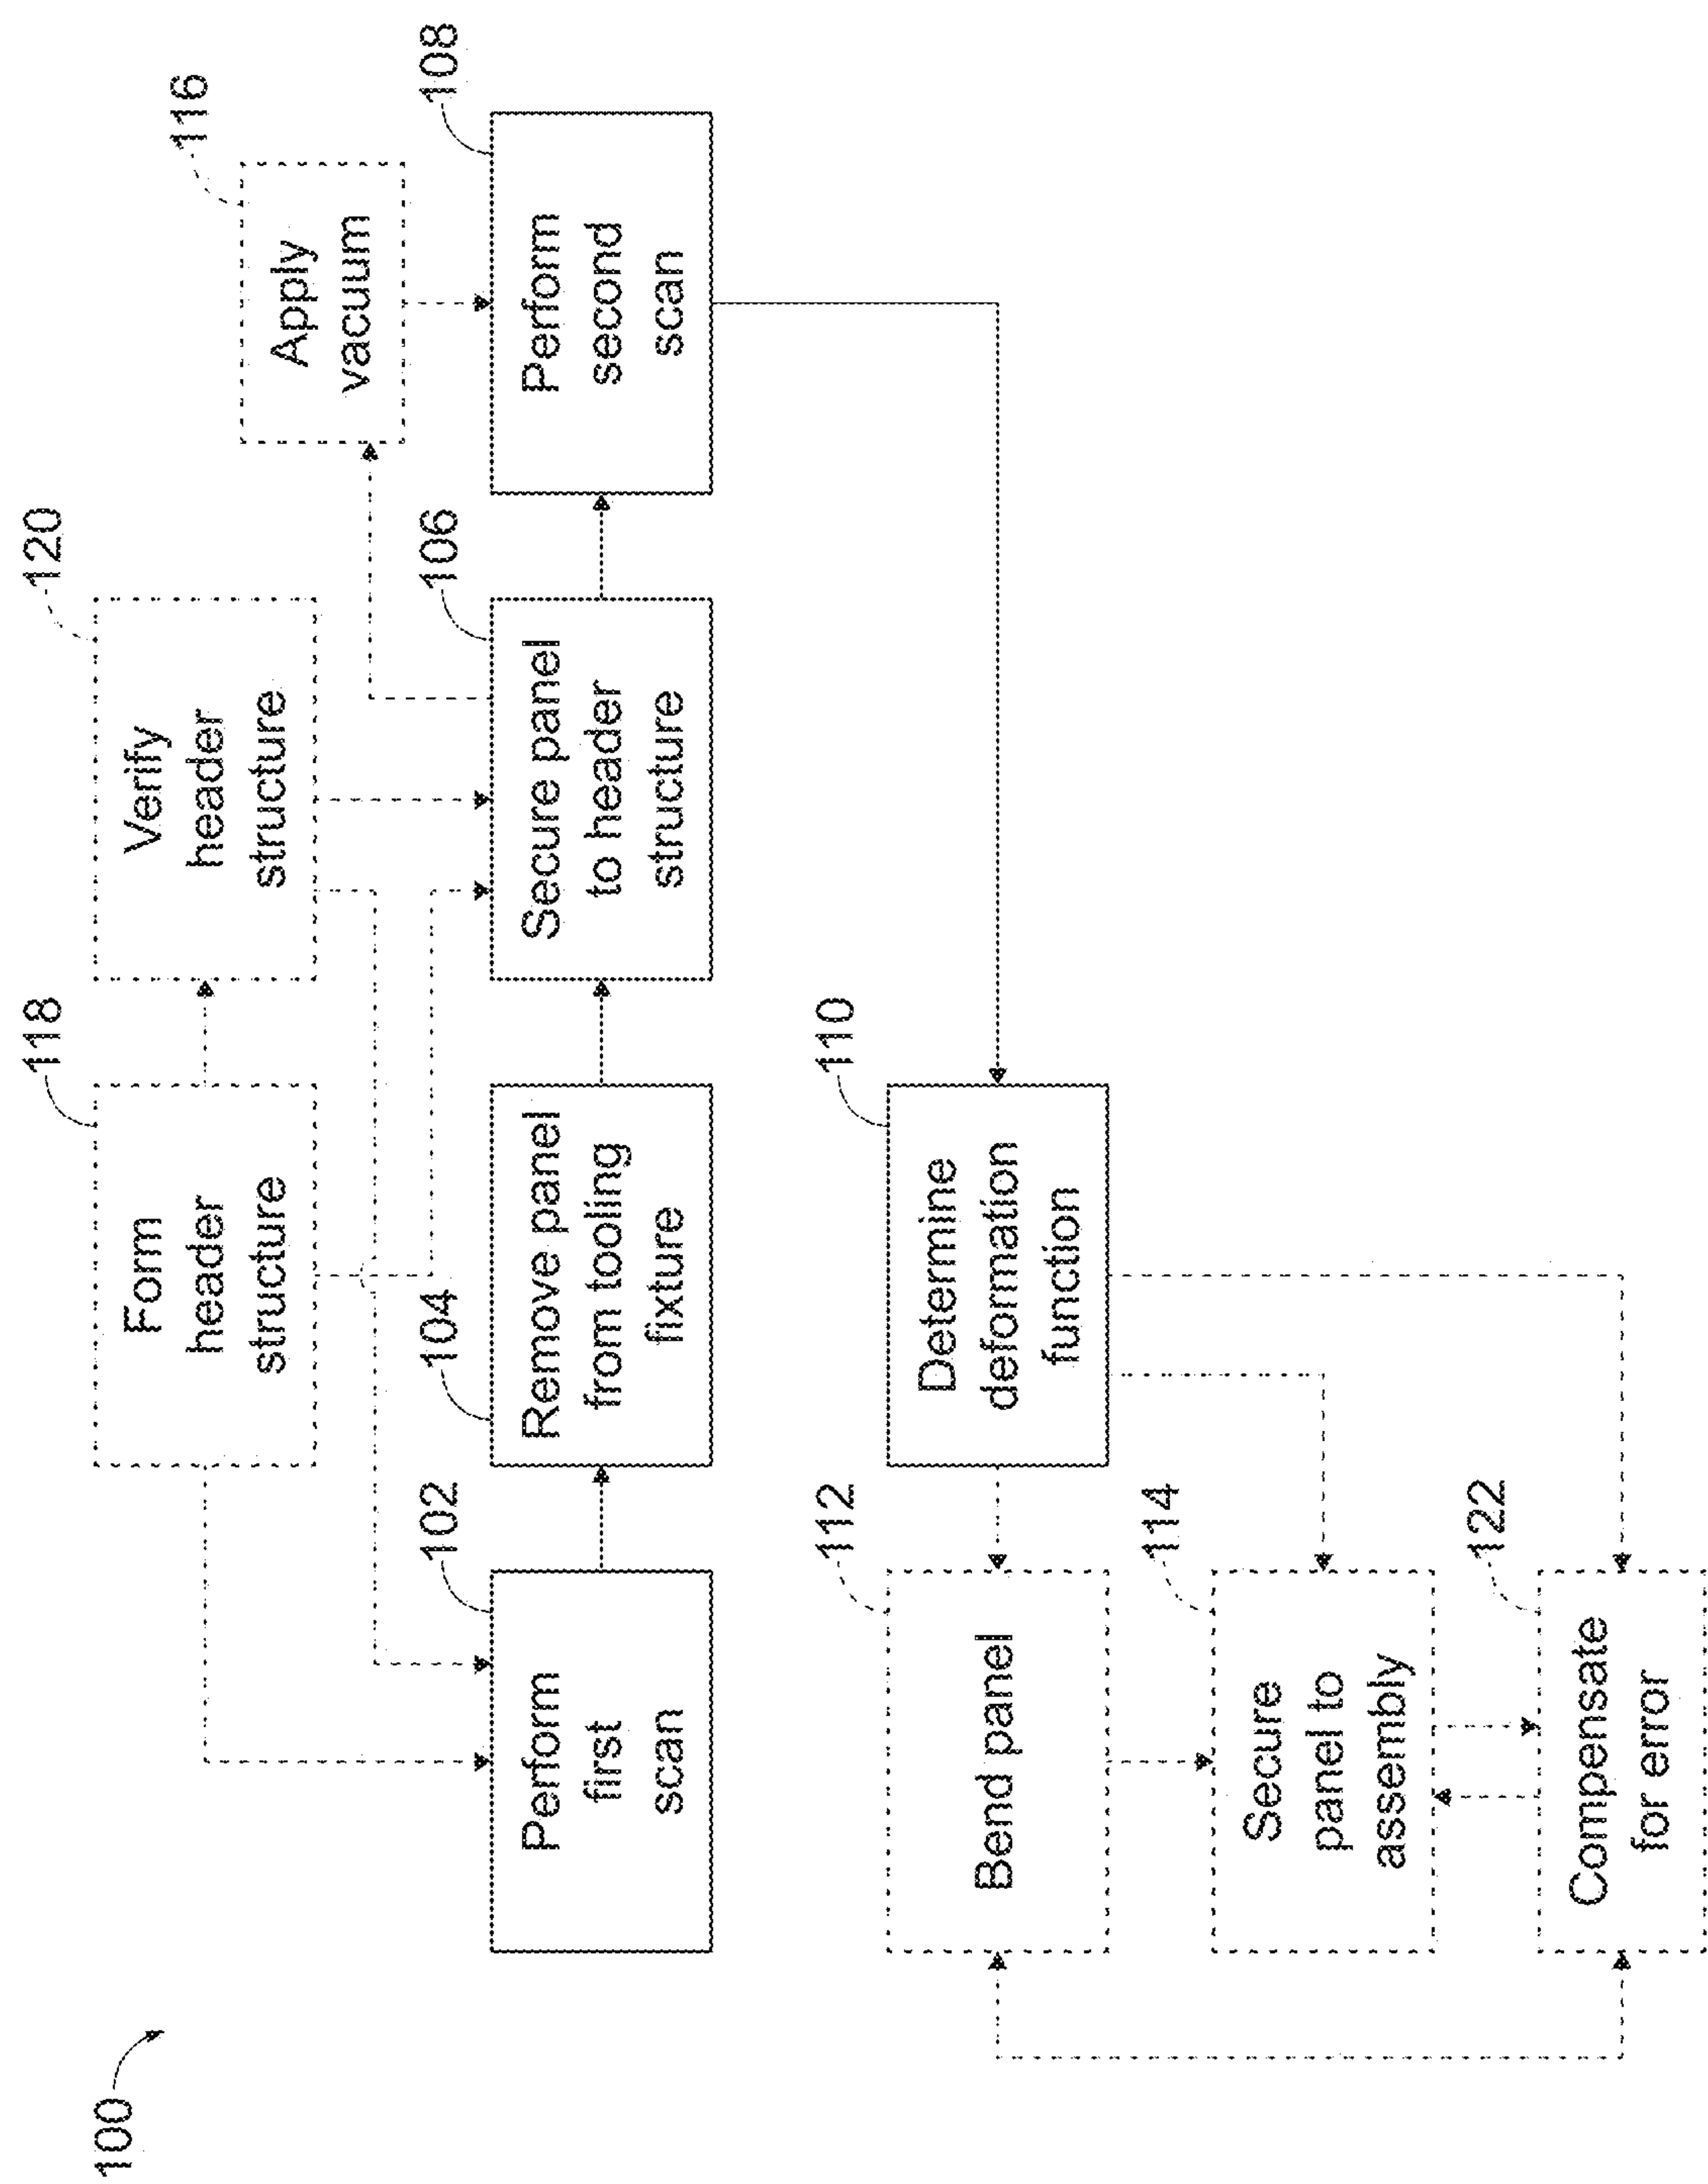 100
118
Form
header
structure
120
Verify
header
structure
116
Apply
vacuum
102
Perform
first
scan
104
Remove panel
from tooling
fixture
106
Secure panel
to header
structure
108
Perform
second
scan
112
Bend panel
110
Determine
deformation
function
114
Secure
panel to
assembly
122
Compensate
for error